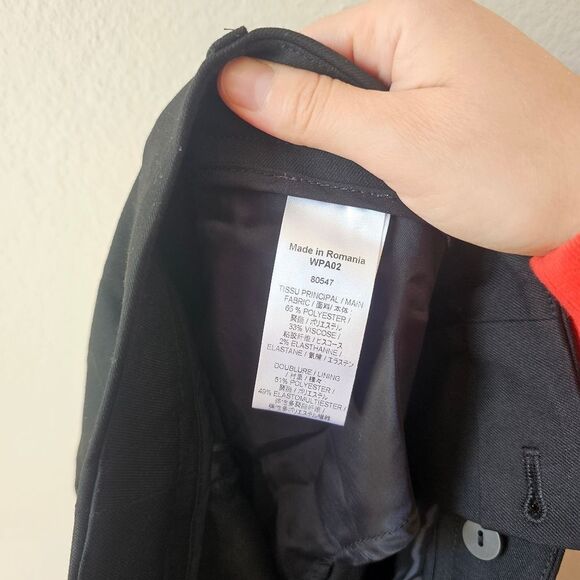 Made in Romania
WPA02
80547
TISSU PRINCIPAL / MAIN
FABRIC / 面料 / 本体 :
65 % POLYESTER /
聚酯 / ポリエステル
33% VISCOSE /
粘胶纤维 / ビスコース
2% ELASTHANNE /
ELASTANE / 氨纶 / エラステン
DOUBLURE / LINING
51% POLYESTER /
聚酯 / ポリエステル
49% ELASTOMULTIESTER /